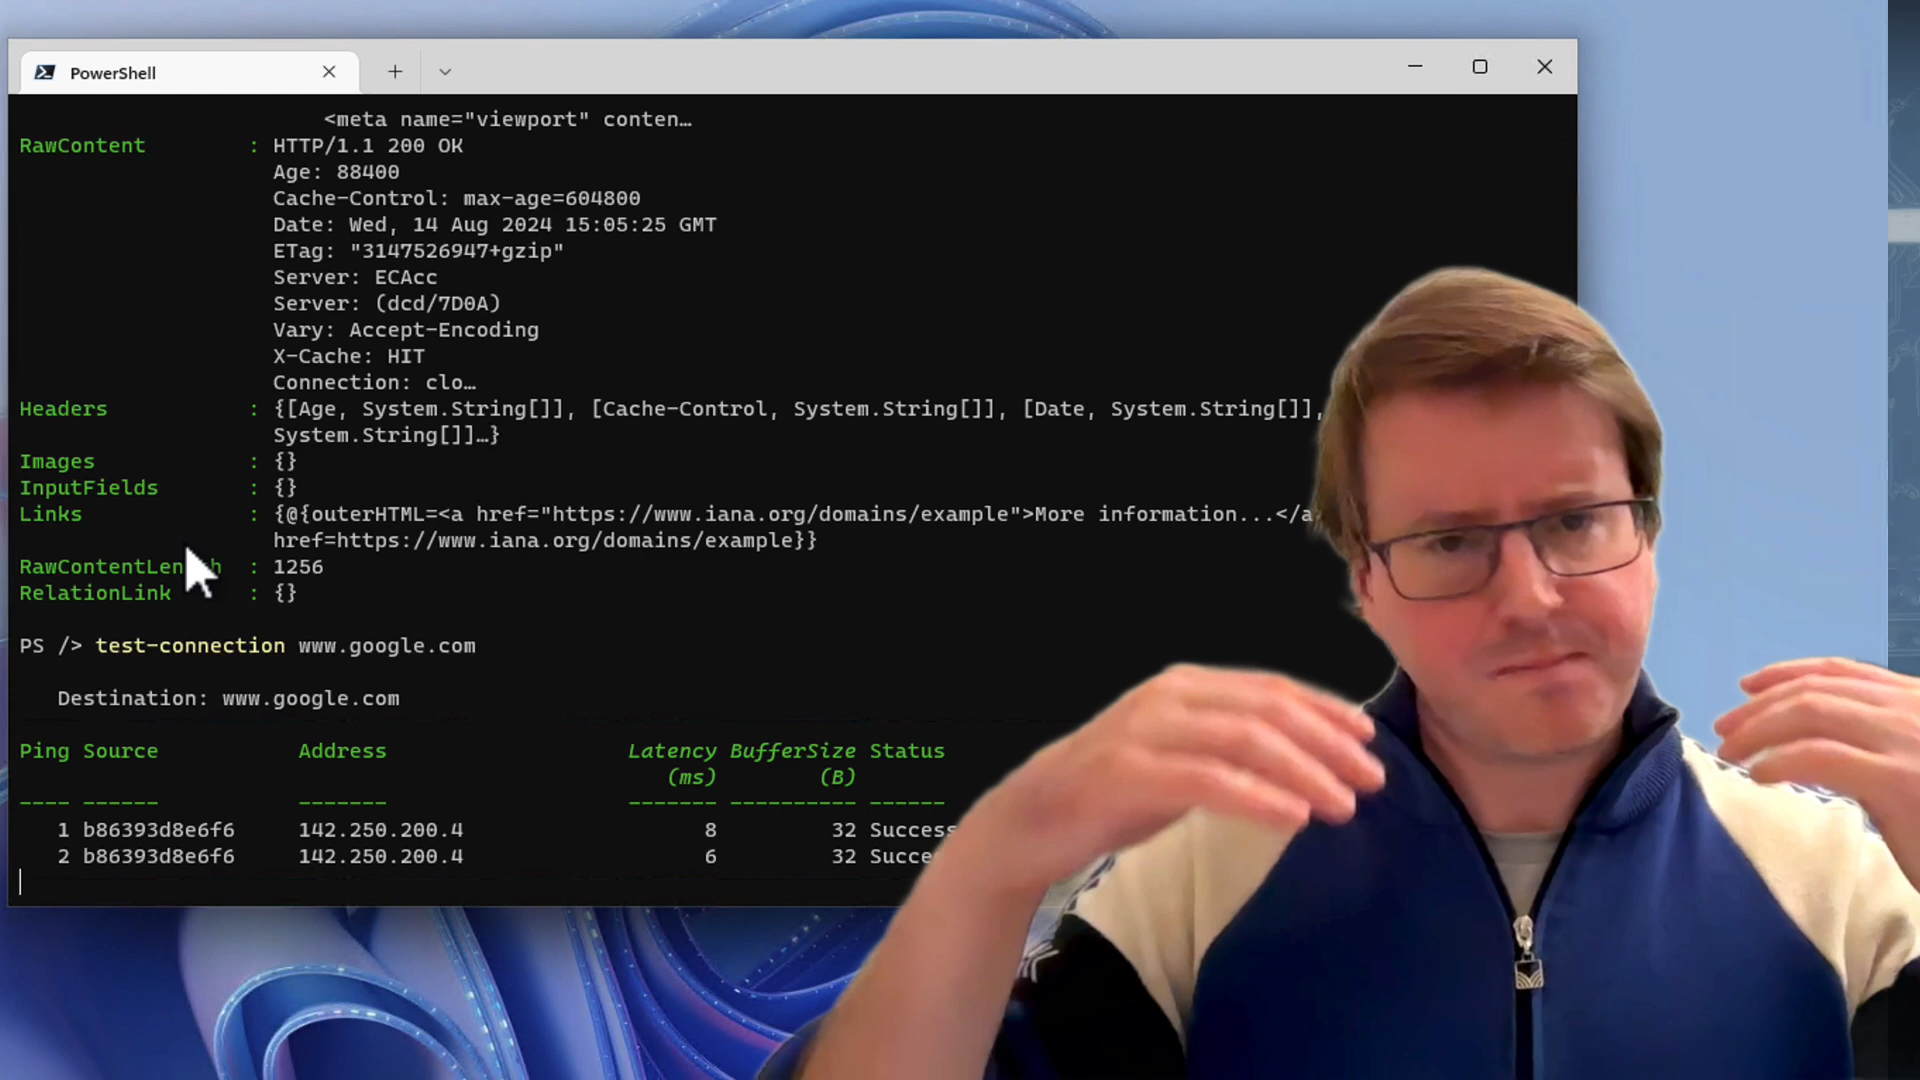 PowerShell
<meta name="viewport" conten…
RawContent : HTTP/1.1 200 OK
Age: 88400
Cache-Control: max-age=604800
Date: Wed, 14 Aug 2024 15:05:25 GMT
ETag: "3147526947+gzip"
Server: ECAcc
Server: (dcd/7D0A)
Vary: Accept-Encoding
X-Cache: HIT
Connection: clo…
Headers : {[Age, System.String[]], [Cache-Control, System.String[]], [Date, System.String[]],
System.String[]]…}
Images : {}
InputFields : {}
Links : {@{outerHTML=<a href="https://www.iana.org/domains/example">More information...</a
href=https://www.iana.org/domains/example}}
RawContentLength : 1256
RelationLink : {}
PS /> test-connection www.google.com
Destination: www.google.com
Ping Source Address Latency BufferSize Status
(ms) (B)
---- ------ ------- ------- ---------- ------
1 b86393d8e6f6 142.250.200.4 8 32 Success
2 b86393d8e6f6 142.250.200.4 6 32 Succe